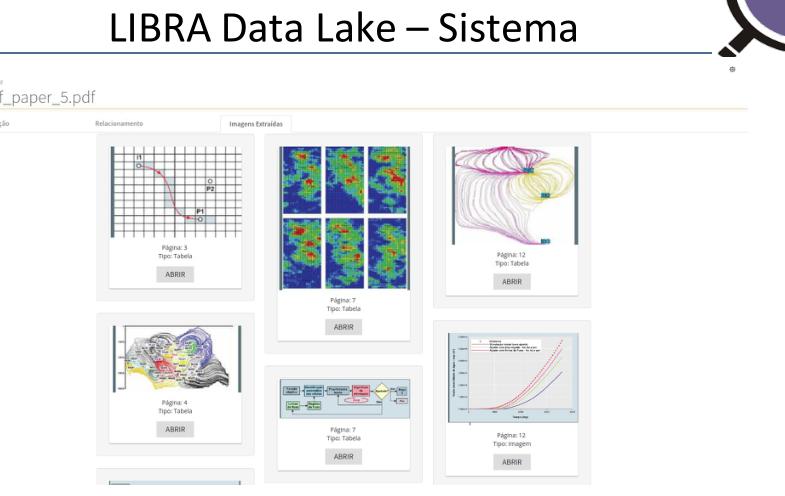 LIBRA Data Lake – Sistema
f_paper_5.pdf
ção
Relacionamento
Imagens Extraídas
I1
P2
P1
Página: 3
Tipo: Tabela
ABRIR
Página: 4
Tipo: Tabela
ABRIR
Página: 7
Tipo: Tabela
ABRIR
Página: 7
Tipo: Tabela
ABRIR
Página: 12
Tipo: Tabela
ABRIR
Página: 12
Tipo: Imagem
ABRIR